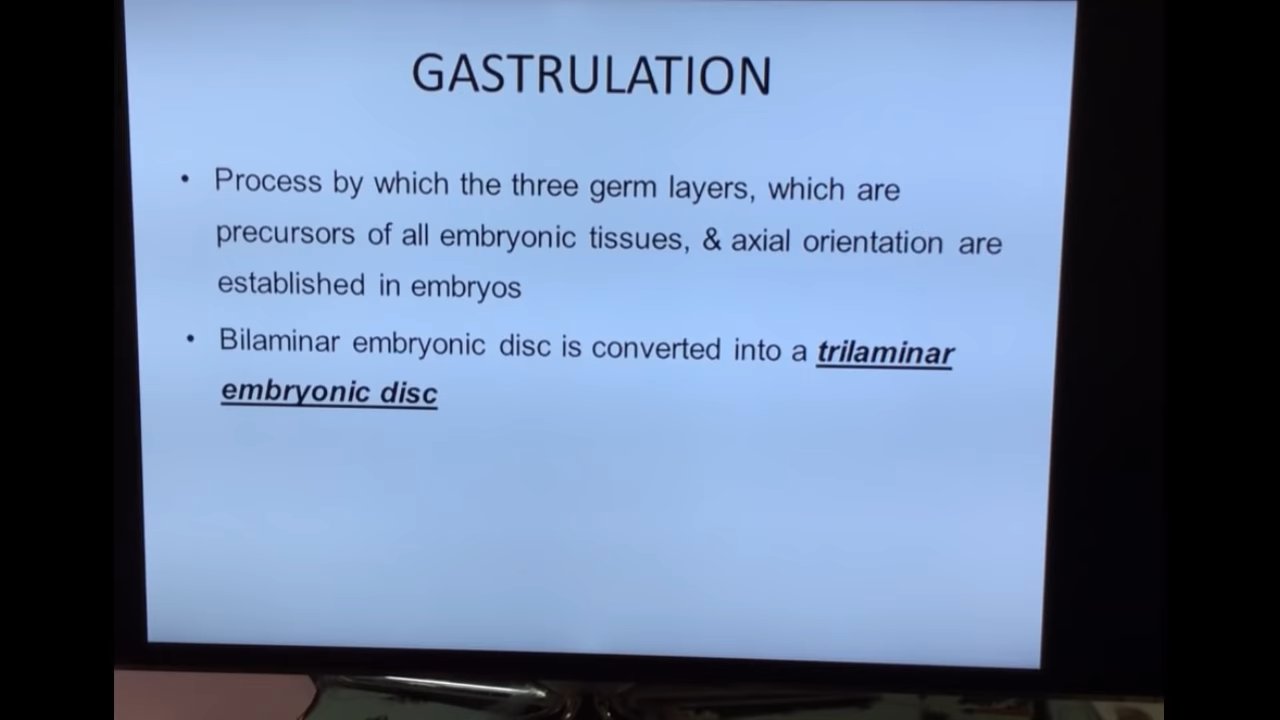 GASTRULATION
• Process by which the three germ layers, which are
precursors of all embryonic tissues, & axial orientation are
established in embryos
• Bilaminar embryonic disc is converted into a trilaminar
embryonic disc